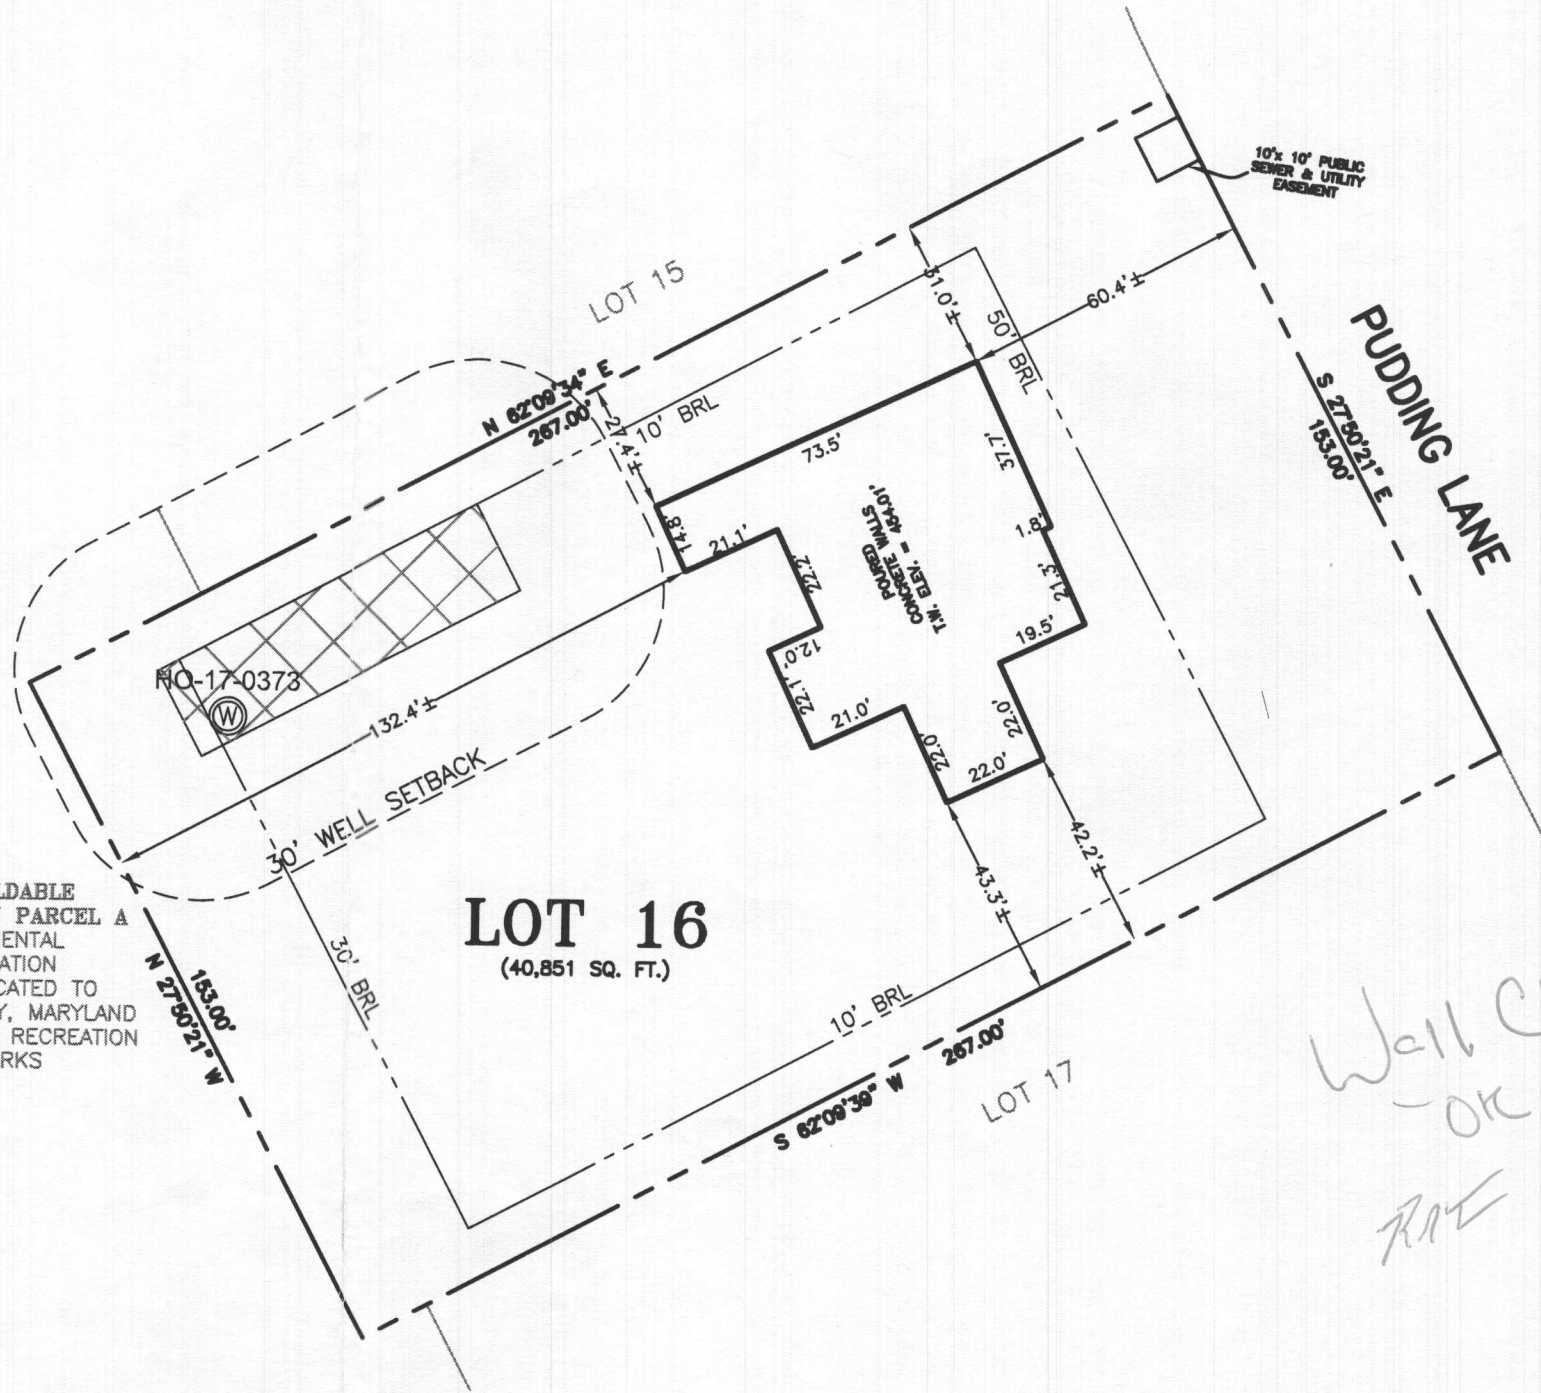 10'x 10' PUBLIC
SEWER & UTILITY
EASEMENT
LOT 15
31.0'±
60.4'±
50' BRL
PUDDING LANE
S 27°50'21" E
153.00'
N 62°09'34" E
267.00'
27.4'±
10' BRL
73.5'
37.7'
POURED
CONCRETE WALLS
T.W. ELEV. = 454.01'
14.8'
21.1'
22.2'
1.8'
21.3'
19.5'
12.0'
22.1'
21.0'
22.0'
22.0'
22.0'
HO-17-0373
W
132.4'±
30' WELL SETBACK
42.2'±
43.3'±
LOT 16
(40,851 SQ. FT.)
PARCEL A
CATED TO
MARYLAND
RECREATION
N 27°50'21" W
153.00'
30' BRL
10' BRL
S 62°09'39" W
267.00'
LOT 17
Wall
OK